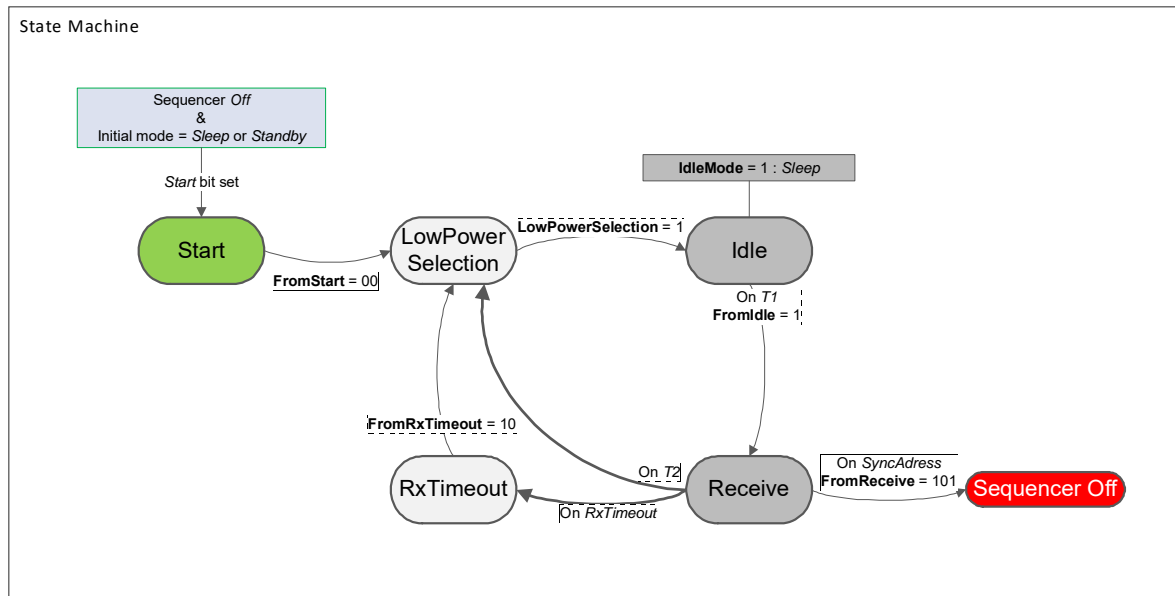 State Machine
Sequencer Off
&
Initial mode = Sleep or Standby
Start bit set
IdleMode = 1 : Sleep
Start
LowPower
Selection
LowPowerSelection = 1
Idle
FromStart = 00
On T1
FromIdle = 1
FromRxTimeout = 10
RxTimeout
On T2
On RxTimeout
Receive
On SyncAdress
FromReceive = 101
Sequencer Off